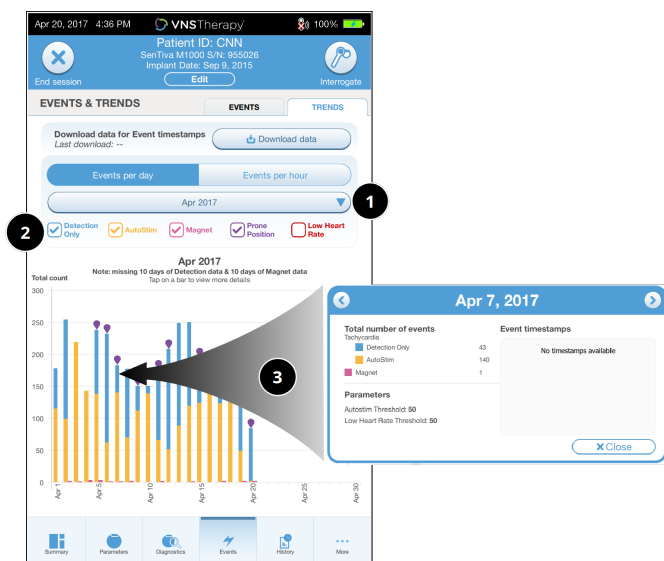 Apr 20, 2017 4:36 PM VNSTherapy 100%
Patient ID: CNN
SenTiva M1000 S/N: 955026
Implant Date: Sep 9, 2015
Edit
End session
Interrogate
EVENTS & TRENDS
EVENTS
TRENDS
Download data for Event timestamps
Last download: --
Download data
Events per day
Events per hour
Apr 2017
1
2
Detection Only
AutoStim
Magnet
Prone Position
Low Heart Rate
Apr 2017
Note: missing 10 days of Detection data & 10 days of Magnet data
Tap on a bar to view more details
Total count
300
250
200
150
100
50
0
Apr 1
Apr 5
Apr 10
Apr 15
Apr 20
Apr 25
Apr 30
3
Apr 7, 2017
Total number of events
Tachycardia
Detection Only 43
AutoStim 140
Magnet 1
Parameters
Autostim Threshold: 50
Low Heart Rate Threshold: 50
Event timestamps
No timestamps available
Close
Summary
Parameters
Diagnostics
Events
History
More